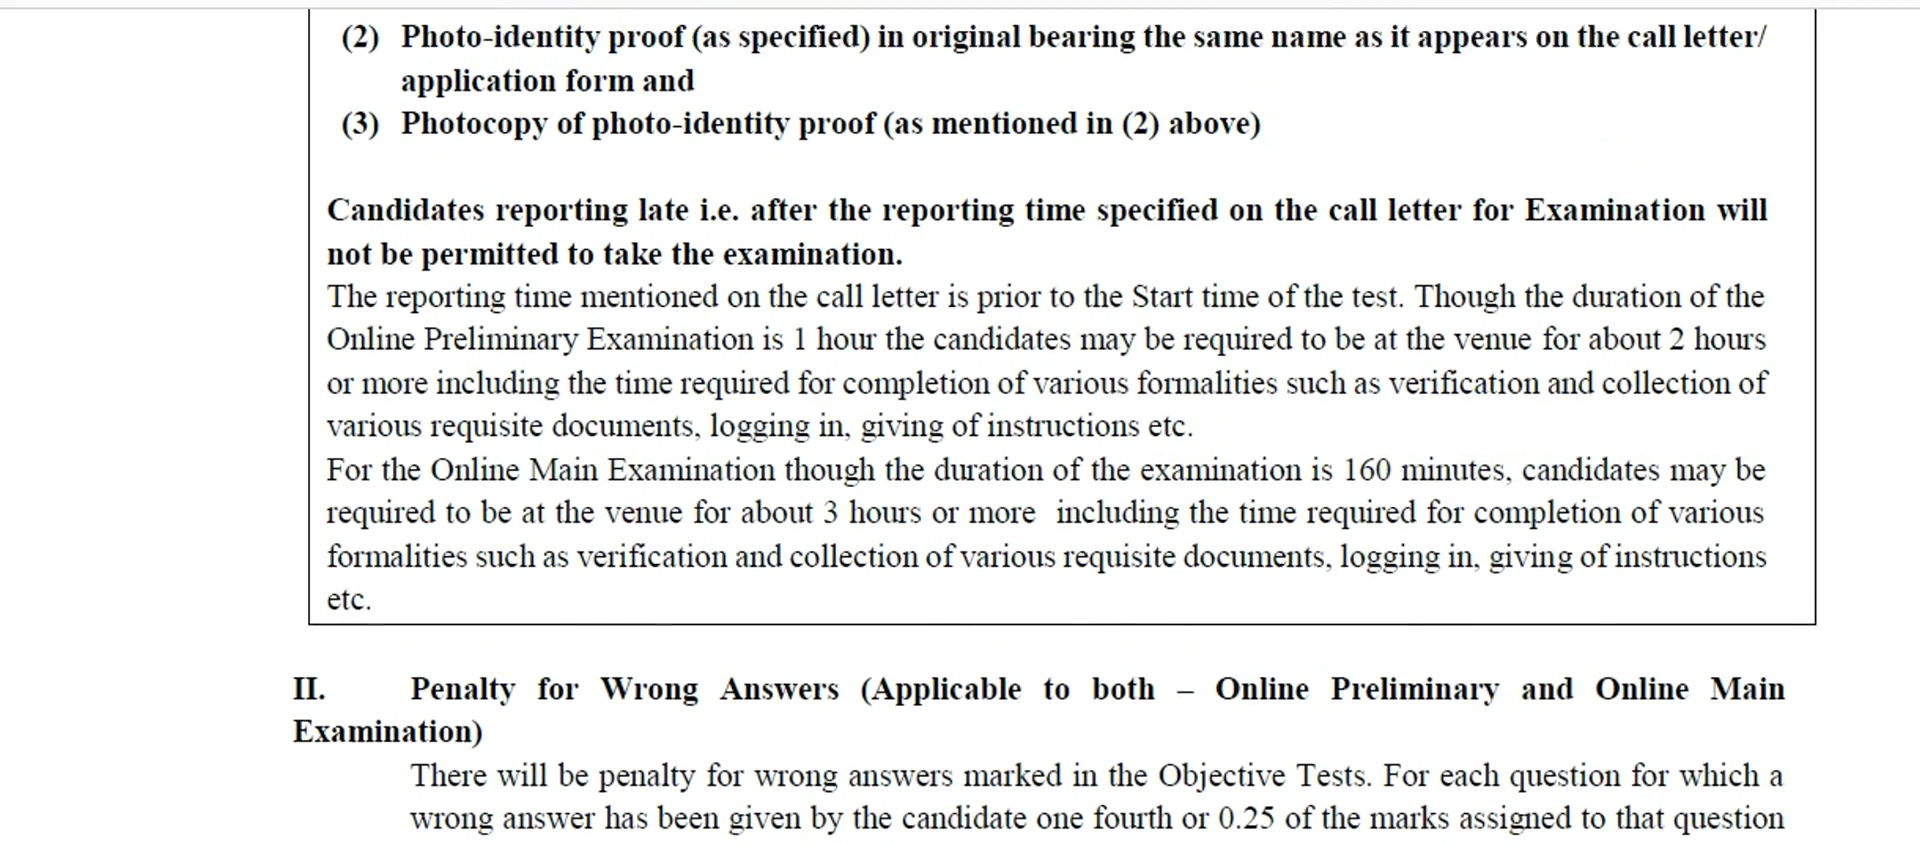 (2) Photo-identity proof (as specified) in original bearing the same name as it appears on the call letter/
application form and
(3) Photocopy of photo-identity proof (as mentioned in (2) above)
Candidates reporting late i.e. after the reporting time specified on the call letter for Examination will
not be permitted to take the examination.
The reporting time mentioned on the call letter is prior to the Start time of the test. Though the duration of the
Online Preliminary Examination is 1 hour the candidates may be required to be at the venue for about 2 hours
or more including the time required for completion of various formalities such as verification and collection of
various requisite documents, logging in, giving of instructions etc.
For the Online Main Examination though the duration of the examination is 160 minutes, candidates may be
required to be at the venue for about 3 hours or more including the time required for completion of various
formalities such as verification and collection of various requisite documents, logging in, giving of instructions
etc.
II. Penalty for Wrong Answers (Applicable to both – Online Preliminary and Online Main
Examination)
There will be penalty for wrong answers marked in the Objective Tests. For each question for which a
wrong answer has been given by the candidate one fourth or 0.25 of the marks assigned to that question